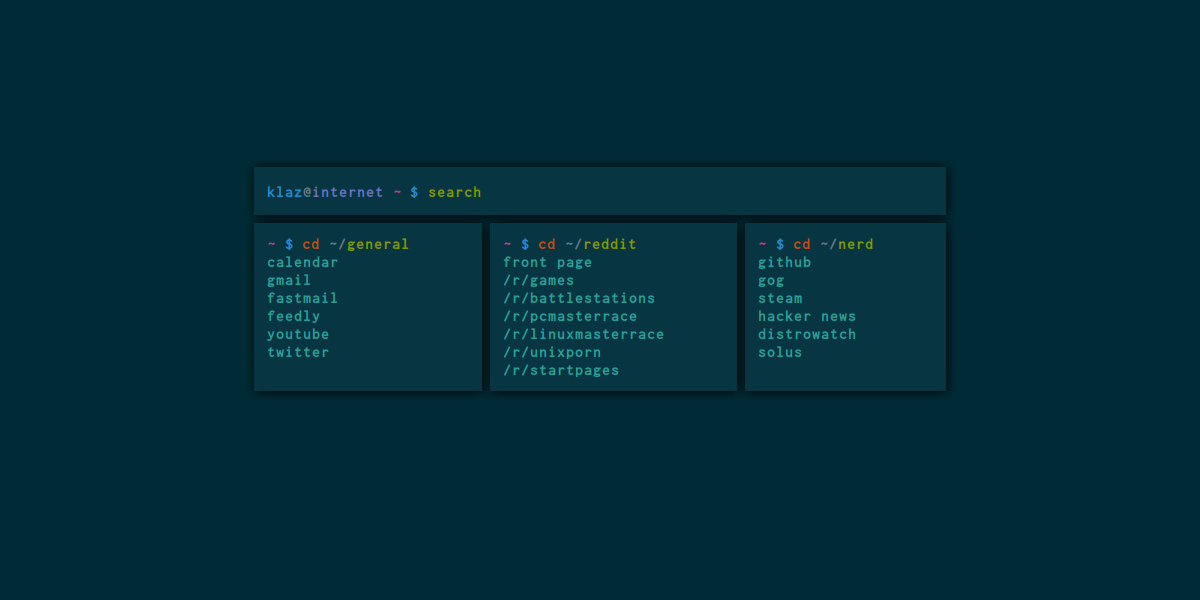 klaz@internet ~ $ search
~ $ cd ~/general
calendar
gmail
fastmail
feedly
youtube
twitter
~ $ cd ~/reddit
front page
/r/games
/r/battlestations
/r/pcmasterrace
/r/linuxmasterrace
/r/unixporn
/r/startpages
~ $ cd ~/nerd
github
gog
steam
hacker news
distrowatch
solus